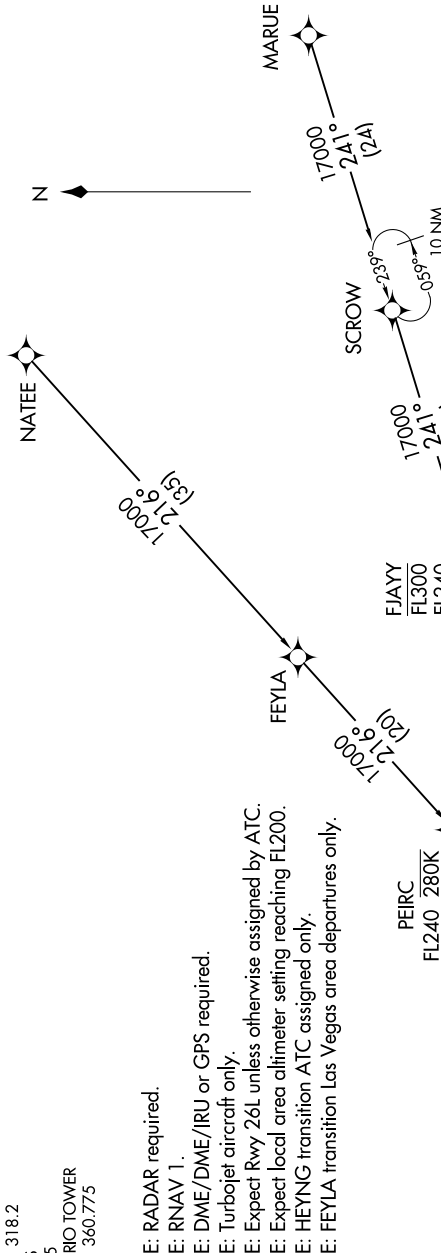 318.2
5
RIO TOWER
360.775
E: RADAR required.
E: RNAV 1.
E: DME/DME/IRU or GPS required.
E: Turbojet aircraft only.
E: Expect Rwy 26L unless otherwise assigned by ATC.
E: Expect local area altimeter setting reaching FL200.
E: HEYNG transition ATC assigned only.
E: FEYLA transition Las Vegas area departures only.
N
NATEE
17000
216°
(35)
FEYLA
17000
216°
(20)
PEIRC
FL240 280K
MARUE
17000
241°
(24)
SCROW
239°
059°
10 NM
17000
241°
FJAYY
FL300
FL240